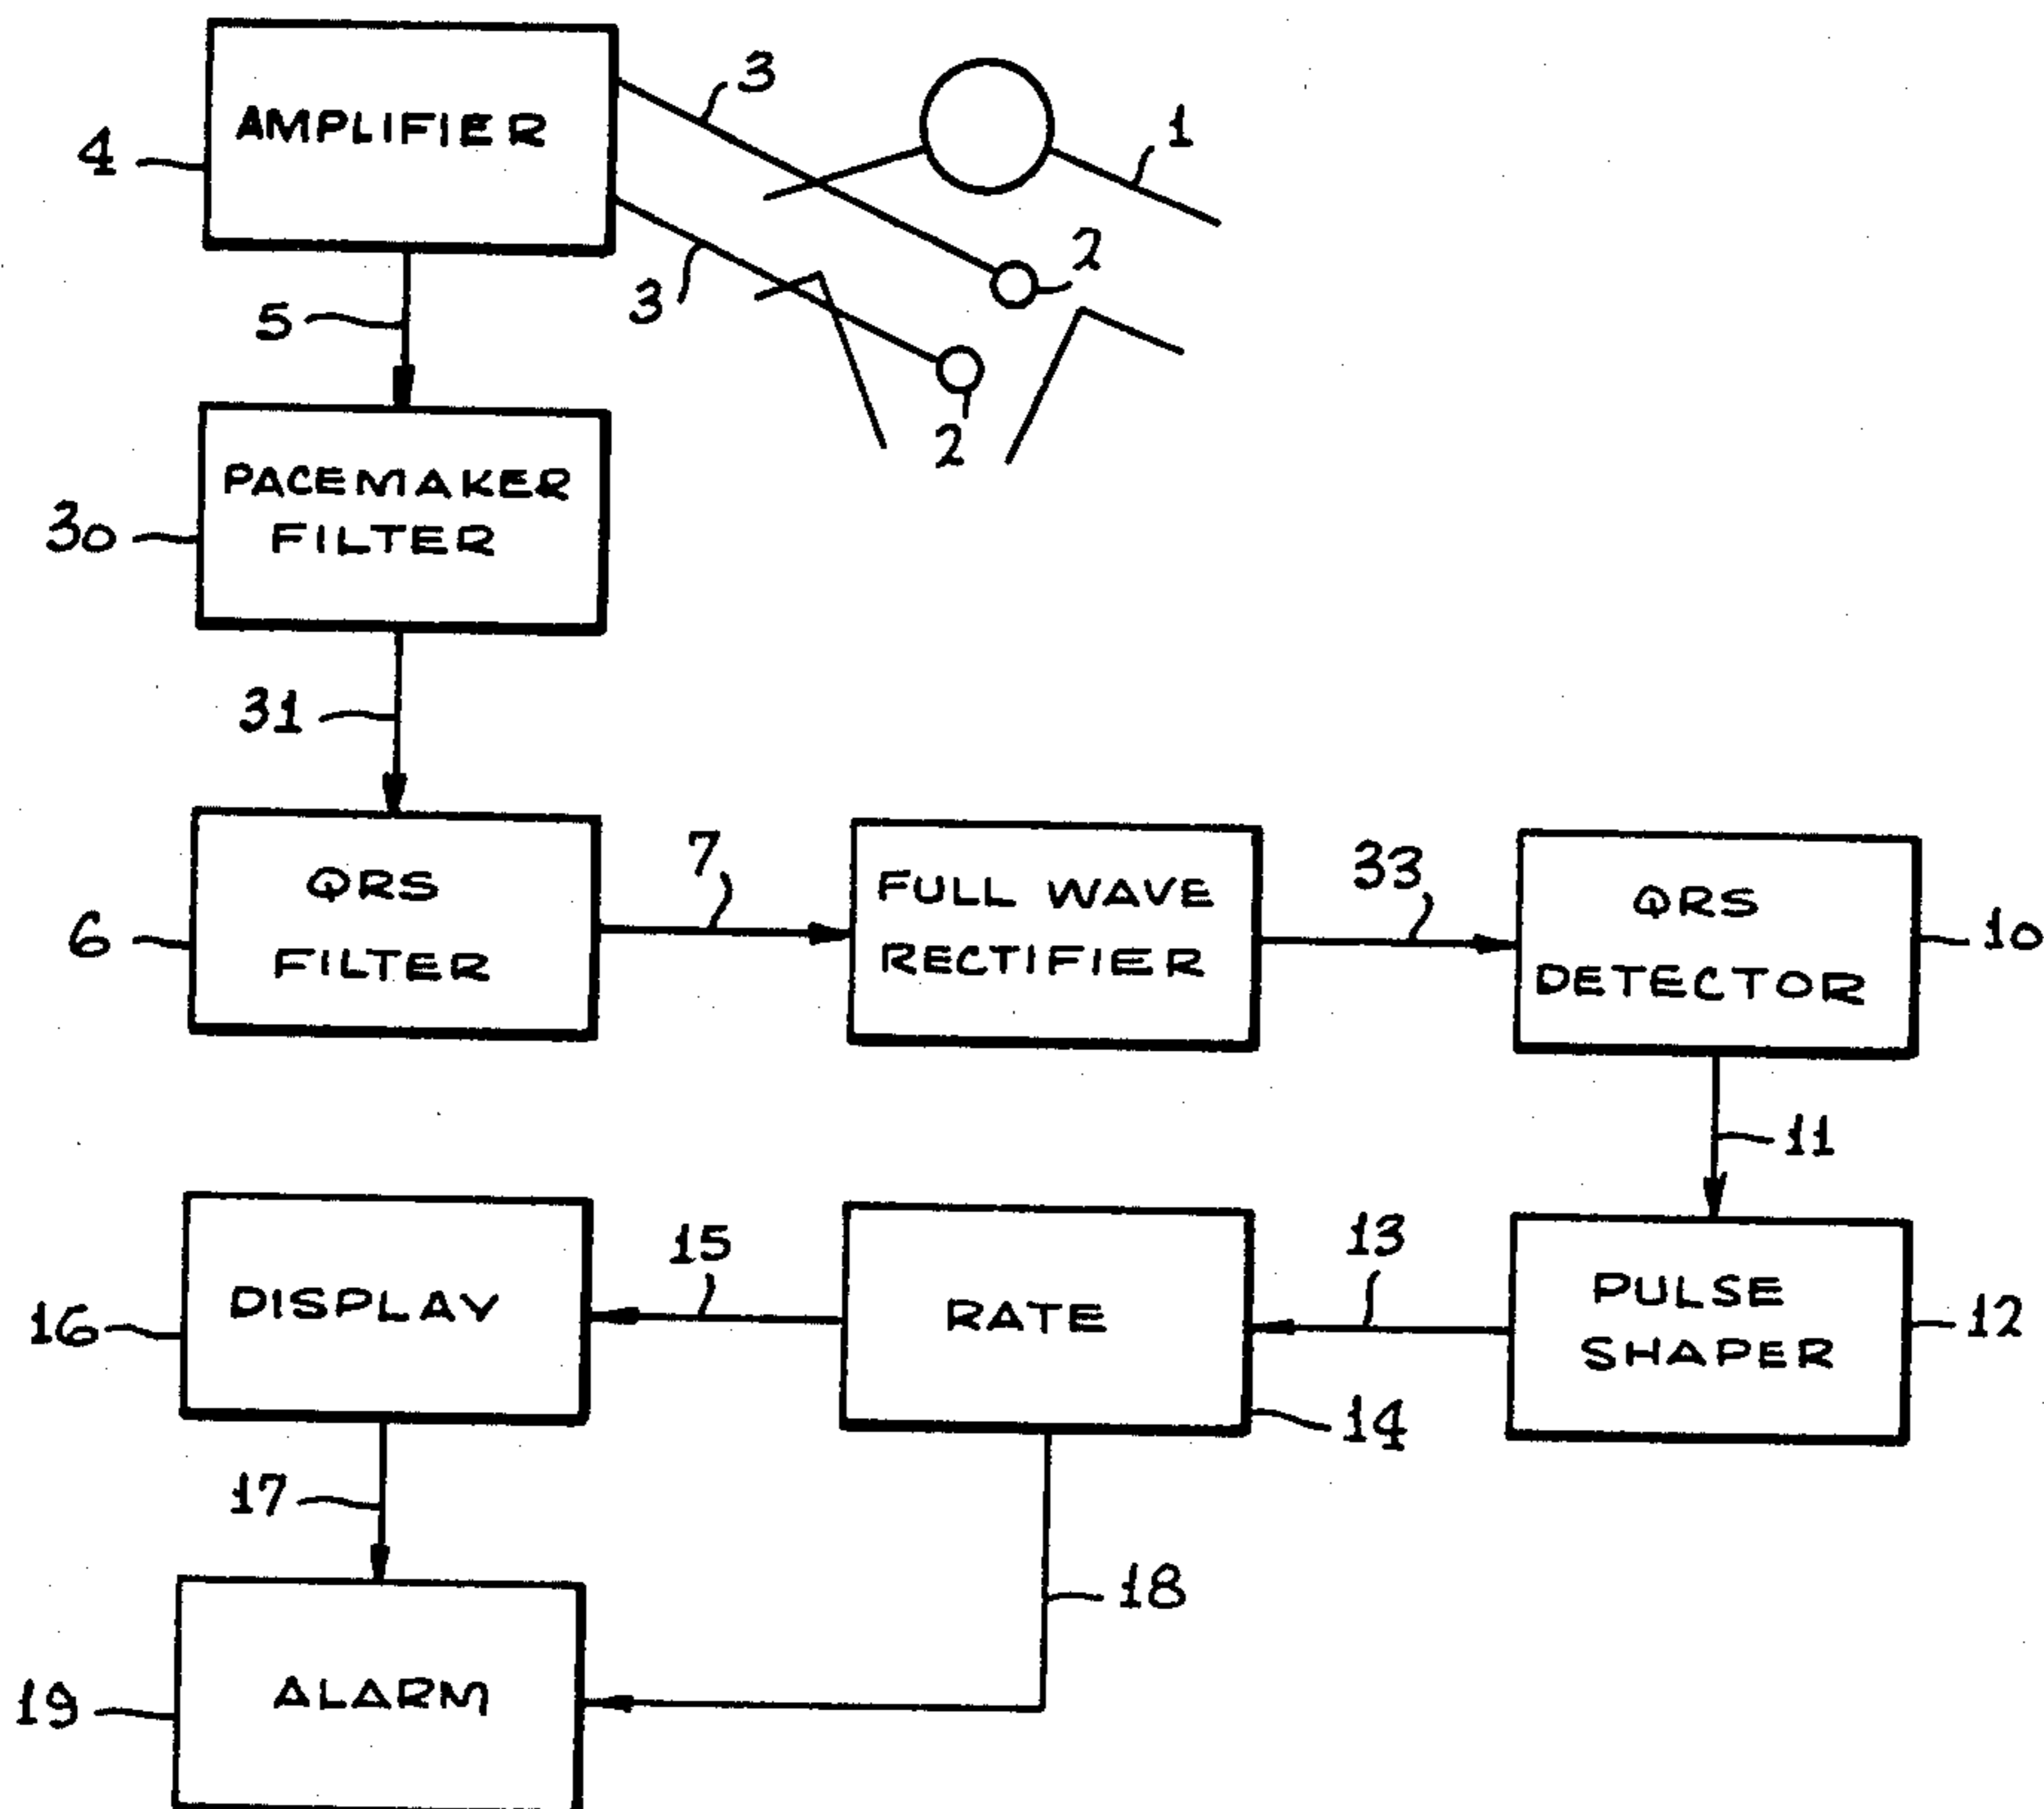 AMPLIFIER
4
3
1
3
2
2
5
PACEMAKER
FILTER
30
31
QRS
FILTER
6
7
FULL WAVE
RECTIFIER
33
QRS
DETECTOR
10
11
DISPLAY
16
15
RATE
14
13
PULSE
SHAPER
12
17
18
ALARM
19